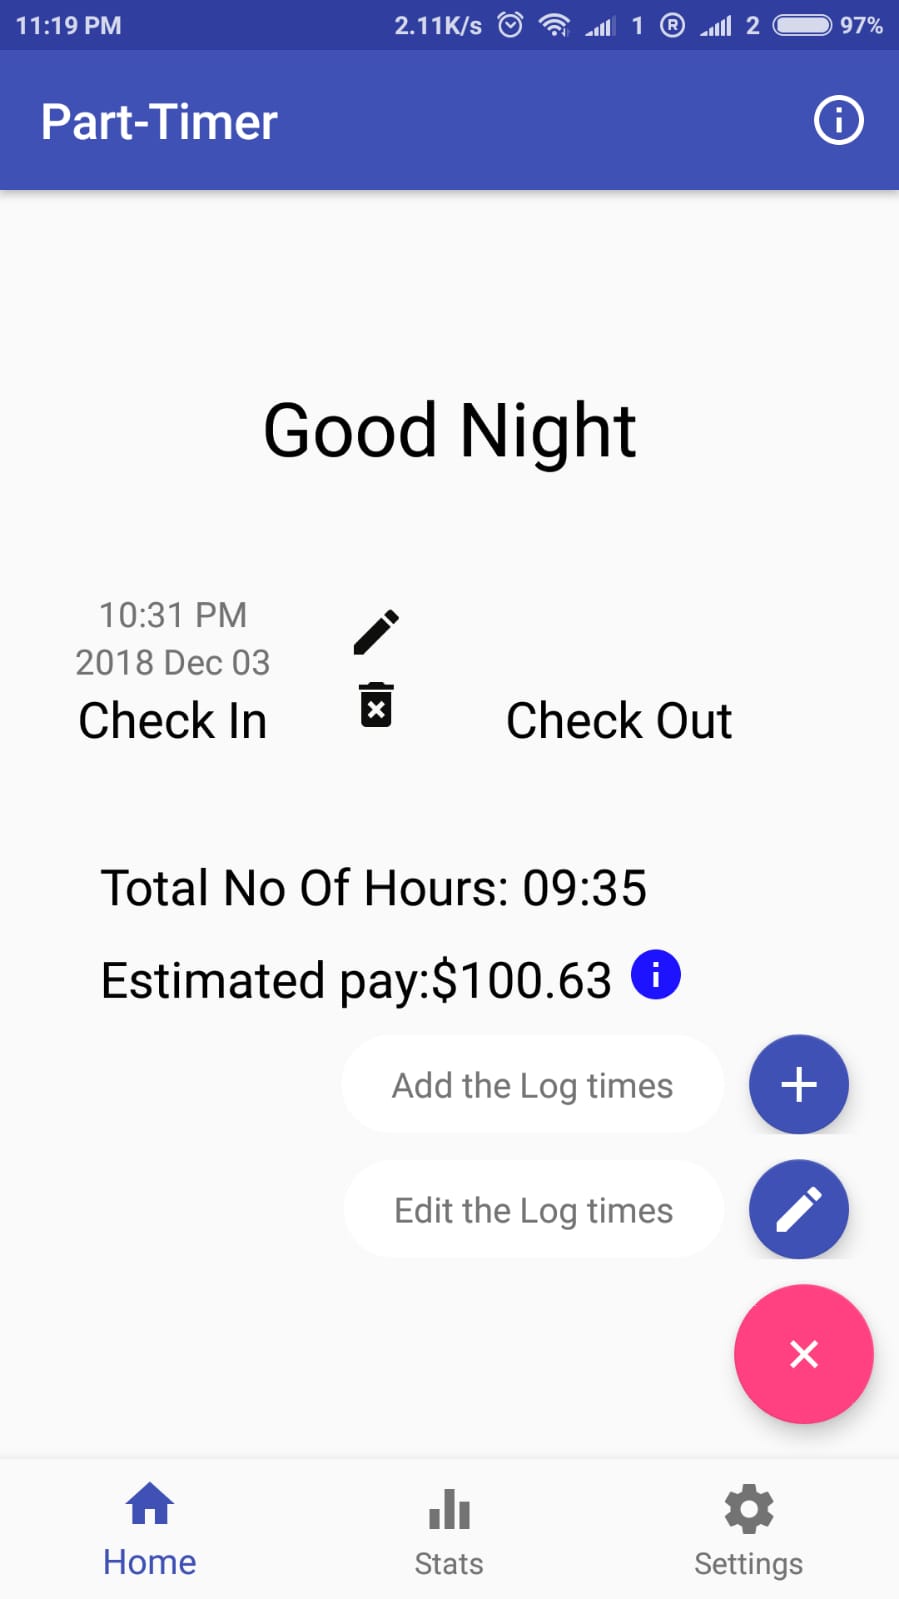 11:19 PM 2.11K/s 1 R 2 97%
Part-Timer
Good Night
10:31 PM
2018 Dec 03
Check In Check Out
Total No Of Hours: 09:35
Estimated pay:$100.63
Add the Log times
Edit the Log times
Home Stats Settings